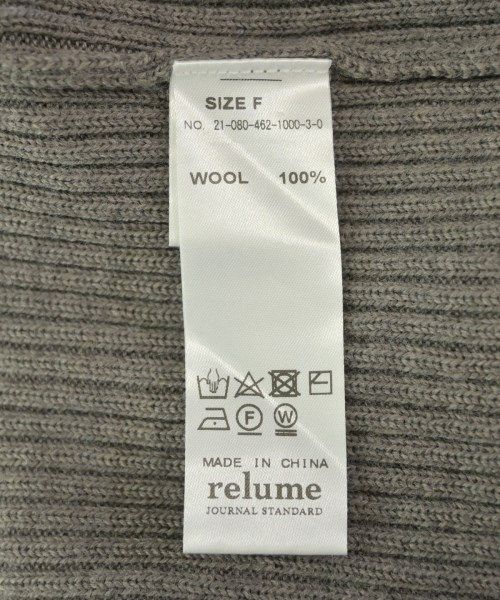 SIZE F
NO. 21-080-462-1000-3-0
WOOL 100%
F W
MADE IN CHINA
relume
JOURNAL STANDARD